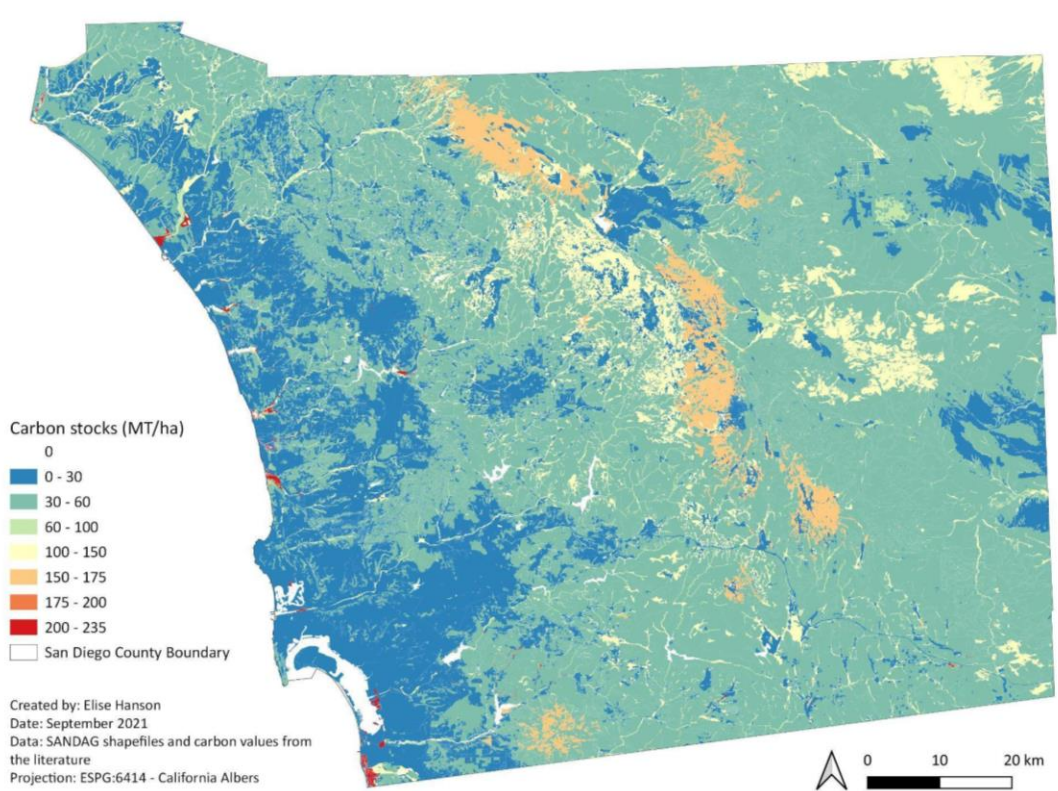 Carbon stocks (MT/ha)
0
0 - 30
30 - 60
60 - 100
100 - 150
150 - 175
175 - 200
200 - 235
San Diego County Boundary
Created by: Elise Hanson
Date: September 2021
Data: SANDAG shapefiles and carbon values from
the literature
Projection: ESPG:6414 - California Albers
0 10 20 km